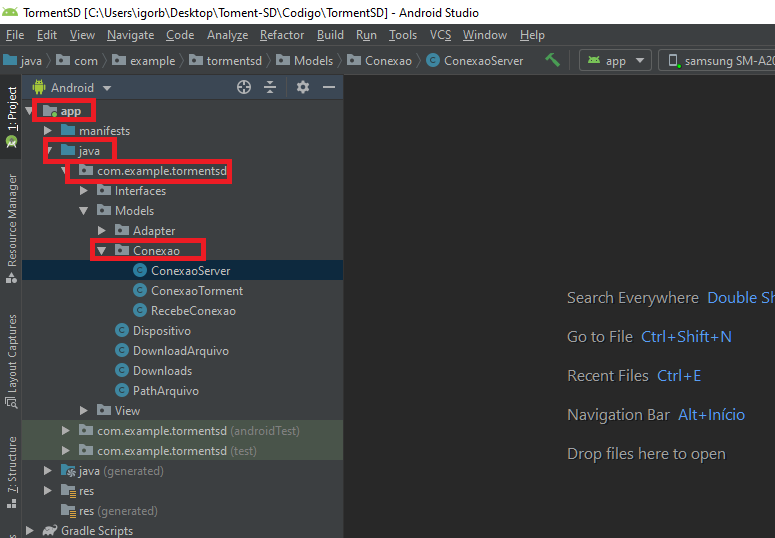 TormentSD [C:\Users\igorb\Desktop\Toment-SD\Codigo\TormentSD] - Android Studio
File Edit View Navigate Code Analyze Refactor Build Run Tools VCS Window Help
java com example tormentsd Models Conexao ConexaoServer app samsung SM-A20
1: Project
Resource Manager
Layout Captures
7: Structure
Android
app
manifests
java
com.example.tormentsd
Interfaces
Models
Adapter
Conexao
ConexaoServer
ConexaoTorment
RecebeConexao
Dispositivo
DownloadArquivo
Downloads
PathArquivo
View
com.example.tormentsd (androidTest)
com.example.tormentsd (test)
java (generated)
res
res (generated)
Gradle Scripts
Search Everywhere Double Sh
Go to File Ctrl+Shift+N
Recent Files Ctrl+E
Navigation Bar Alt+Início
Drop files here to open